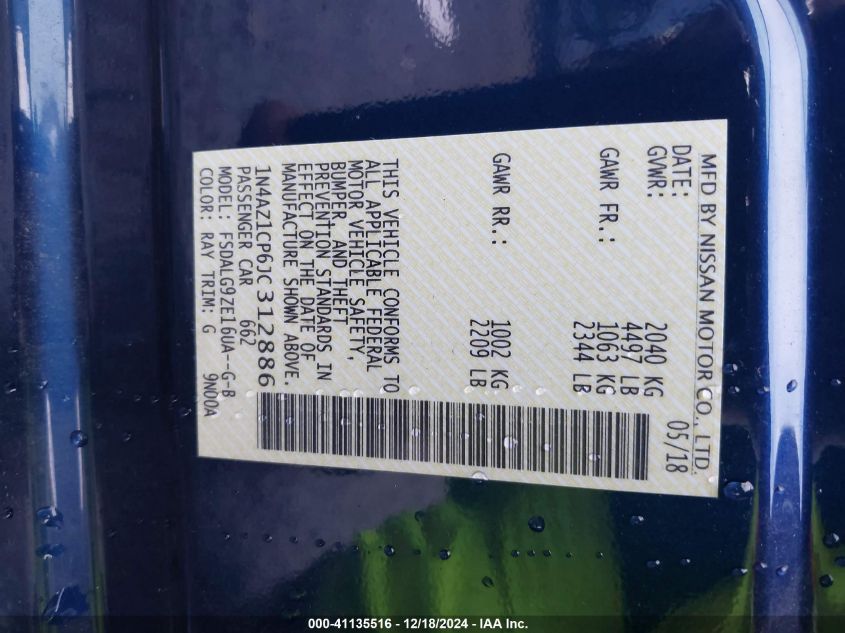 MFD BY NISSAN MOTOR CO., LTD.
DATE: 05/18
GVWR: 2040 KG
4497 LB
GAWR FR.: 1063 KG
2344 LB
GAWR RR.: 1002 KG
2209 LB
THIS VEHICLE CONFORMS TO
ALL APPLICABLE FEDERAL
MOTOR VEHICLE SAFETY,
BUMPER, AND THEFT
PREVENTION STANDARDS IN
EFFECT ON THE DATE OF
MANUFACTURE SHOWN ABOVE.
1N4AZ1CP6JC312886
PASSENGER CAR 662
MODEL: FSDALG9ZE16UA--G-B
COLOR: RAY TRIM: G 9N00A
000-41135516 - 12/18/2024 - IAA Inc.